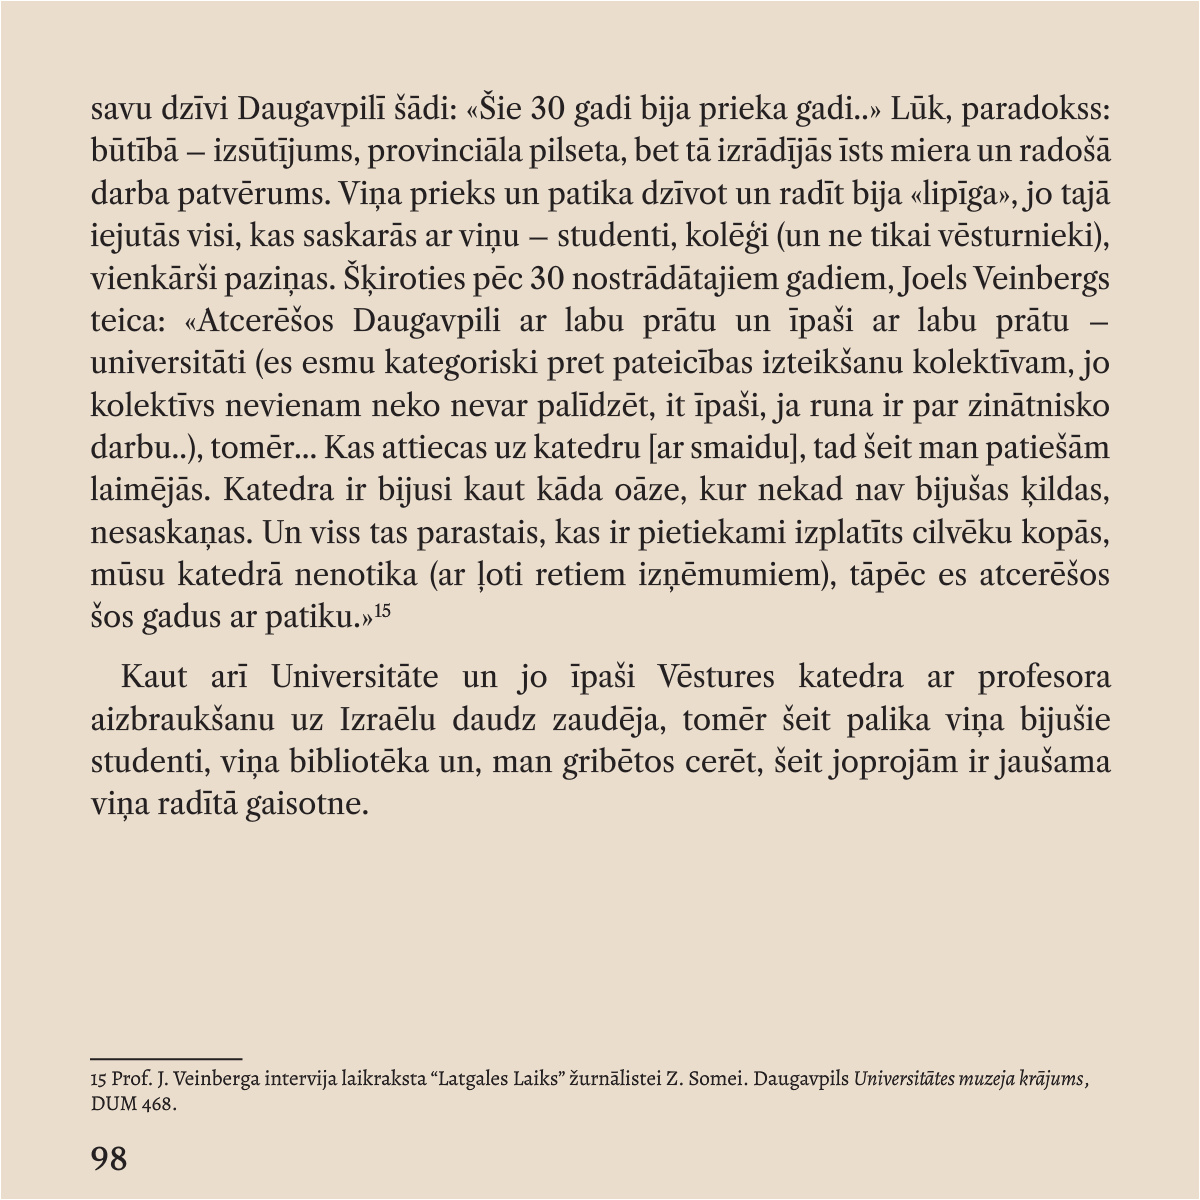 savu dzīvi Daugavpilī šādi: «Šie 30 gadi bija prieka gadi..» Lūk, paradokss:
būtībā – izsūtījums, provinciāla pilseta, bet tā izrādījās īsts miera un radošā
darba patvērums. Viņa prieks un patika dzīvot un radīt bija «lipīga», jo tajā
iejutās visi, kas saskarās ar viņu – studenti, kolēģi (un ne tikai vēsturnieki),
vienkārši paziņas. Šķiroties pēc 30 nostrādātajiem gadiem, Joels Veinbergs
teica: «Atcerēšos Daugavpili ar labu prātu un īpaši ar labu prātu –
universitāti (es esmu kategoriski pret pateicības izteikšanu kolektīvam, jo
kolektīvs nevienam neko nevar palīdzēt, it īpaši, ja runa ir par zinātnisko
darbu..), tomēr... Kas attiecas uz katedru [ar smaidu], tad šeit man patiešām
laimējās. Katedra ir bijusi kaut kāda oāze, kur nekad nav bijušas ķildas,
nesaskaņas. Un viss tas parastais, kas ir pietiekami izplatīts cilvēku kopās,
mūsu katedrā nenotika (ar ļoti retiem izņēmumiem), tāpēc es atcerēšos
šos gadus ar patiku.»15
Kaut arī Universitāte un jo īpaši Vēstures katedra ar profesora
aizbraukšanu uz Izraēlu daudz zaudēja, tomēr šeit palika viņa bijušie
studenti, viņa bibliotēka un, man gribētos cerēt, šeit joprojām ir jaušama
viņa radītā gaisotne.
15 Prof. J. Veinberga intervija laikraksta “Latgales Laiks” žurnālistei Z. Somei. Daugavpils Universitātes muzeja krājums,
DUM 468.
98